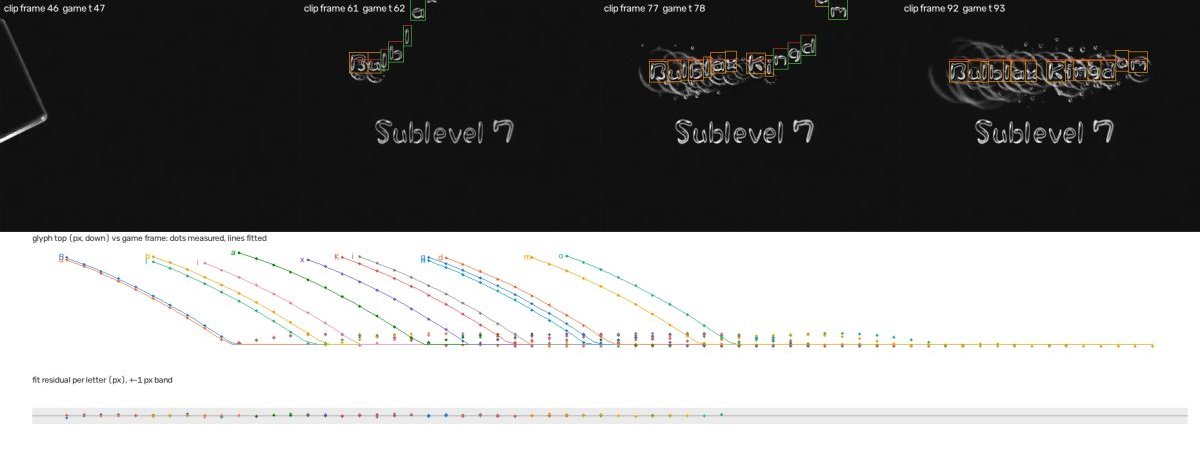 clip frame 46 game t 47
clip frame 61 game t 62
clip frame 77 game t 78
clip frame 92 game t 93
a
B u l b l
Sublevel 7
a m
Bulblax Kingd
Sublevel 7
Bulblax Kingdom
Sublevel 7
glyph top (px, down) vs game frame: dots measured, lines fitted
B b l l a x K i g d m o
fit residual per letter (px), +-1 px band